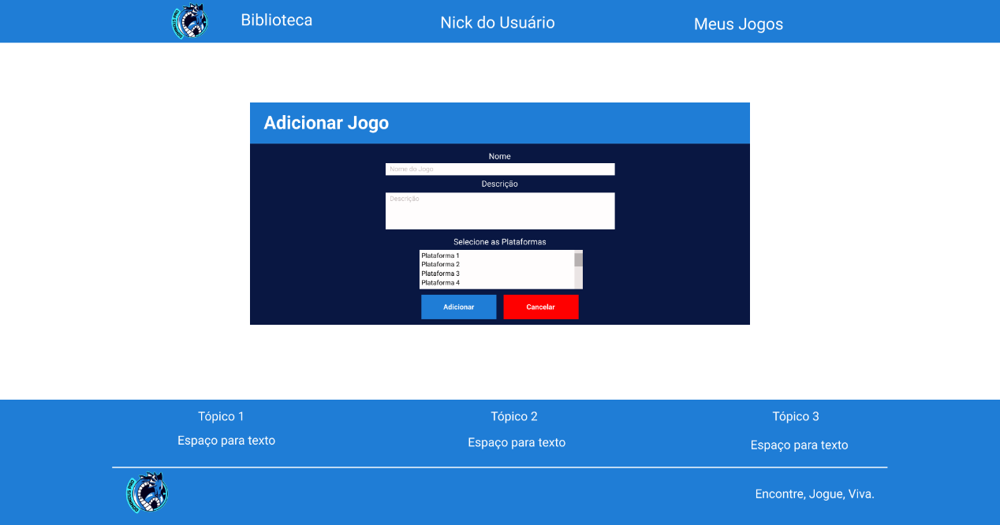 Biblioteca
Nick do Usuário
Meus Jogos
Adicionar Jogo
Nome
Nome do Jogo
Descrição
Descrição
Selecione as Plataformas
Plataforma 1
Plataforma 2
Plataforma 3
Plataforma 4
Adicionar
Cancelar
Tópico 1
Tópico 2
Tópico 3
Espaço para texto
Espaço para texto
Espaço para texto
Encontre, Jogue, Viva.